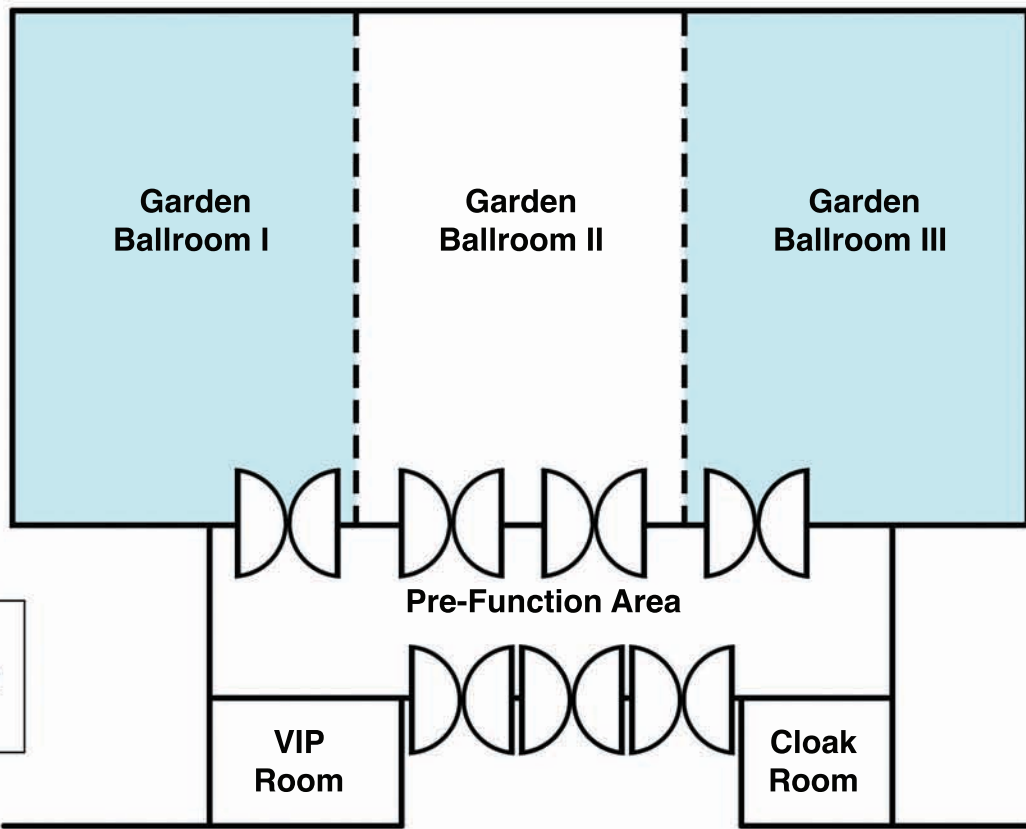 Garden
Ballroom I
Garden
Ballroom II
Garden
Ballroom III
Pre-Function Area
VIP
Room
Cloak
Room